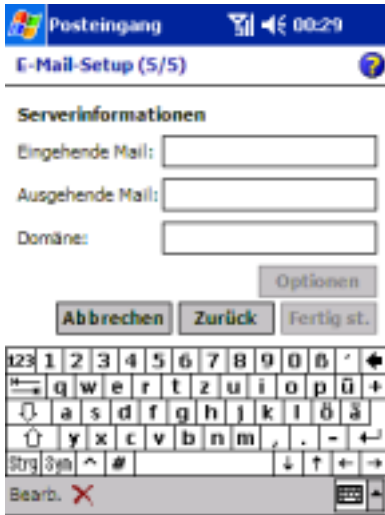 Posteingang 00:29
E-Mail-Setup (5/5) ?
Serverinformationen
Eingehende Mail:
Ausgehende Mail:
Domäne:
Optionen
Abbrechen Zurück Fertig st.
123 1 2 3 4 5 6 7 8 9 0 ß ´
q w e r t z u i o p ü +
a s d f g h j k l ö ä
y x c v b n m , . -
Strg Sym ^ #
Bearb.